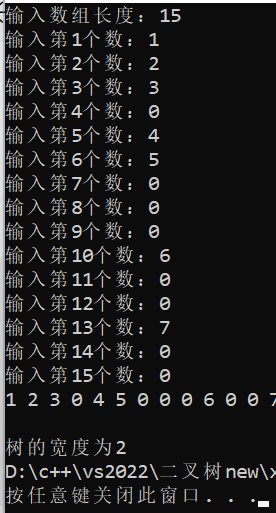 输入数组长度：15
输入第1个数：1
输入第2个数：2
输入第3个数：3
输入第4个数：0
输入第5个数：4
输入第6个数：5
输入第7个数：0
输入第8个数：0
输入第9个数：0
输入第10个数：6
输入第11个数：0
输入第12个数：0
输入第13个数：7
输入第14个数：0
输入第15个数：0
1 2 3 0 4 5 0 0 0 6 0 0 7
树的宽度为2
D:\c++\vs2022\二叉树new\x
按任意键关闭此窗口. . .